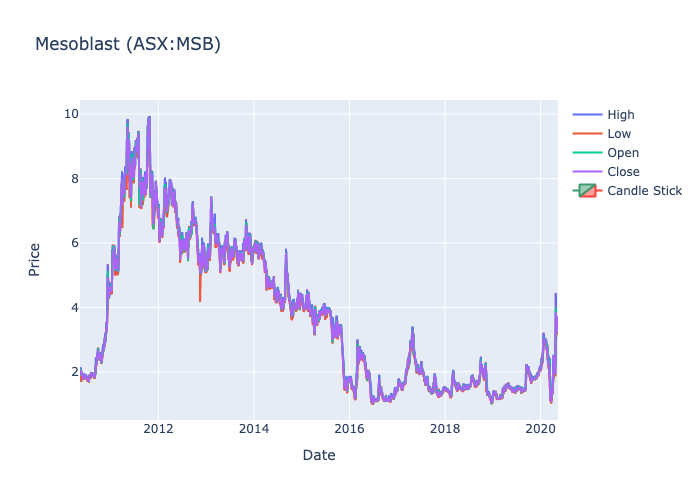 Mesoblast (ASX:MSB)
10
8
6
4
2
Price
2012
2014
2016
2018
2020
Date
High
Low
Open
Close
Candle Stick